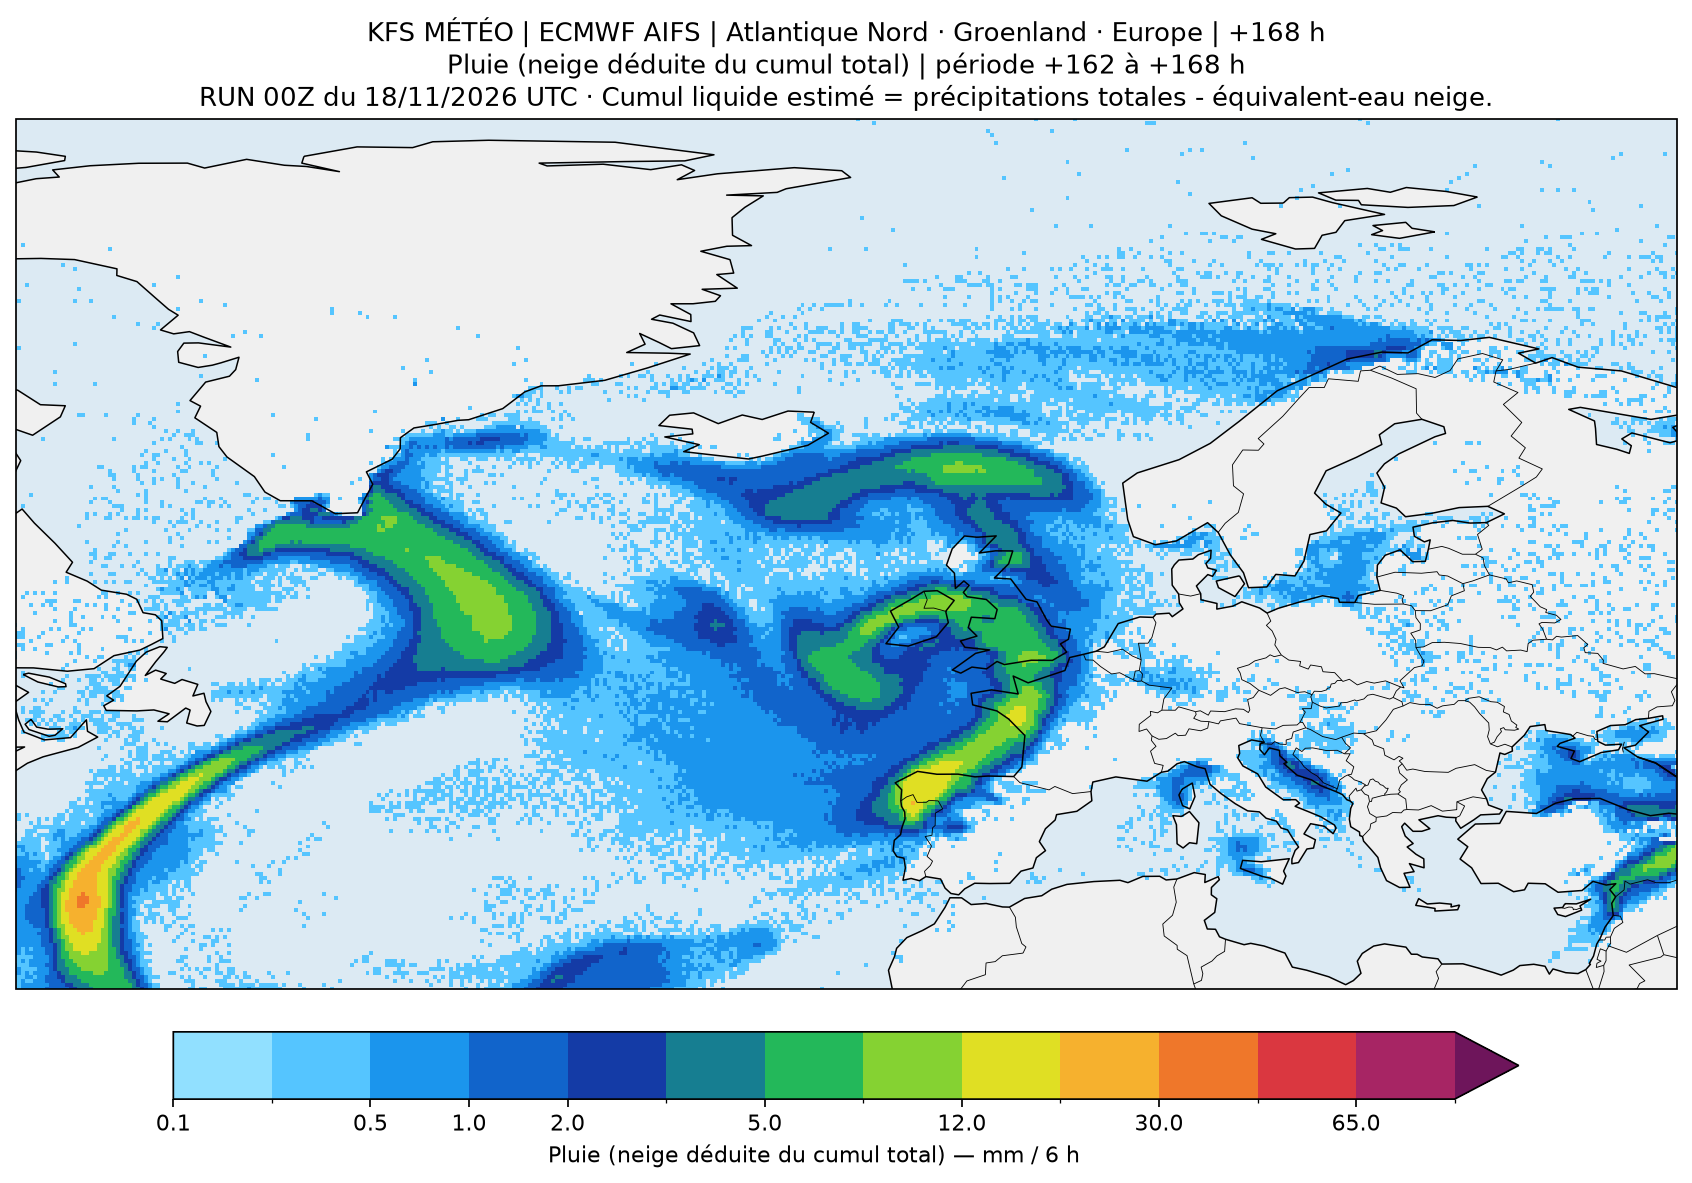 KFS MÉTÉO | ECMWF AIFS | Atlantique Nord · Groenland · Europe | +168 h
Pluie (neige déduite du cumul total) | période +162 à +168 h
RUN 00Z du 18/11/2026 UTC · Cumul liquide estimé = précipitations totales - équivalent-eau neige.
0.1 0.5 1.0 2.0 5.0 12.0 30.0 65.0
Pluie (neige déduite du cumul total) — mm / 6 h